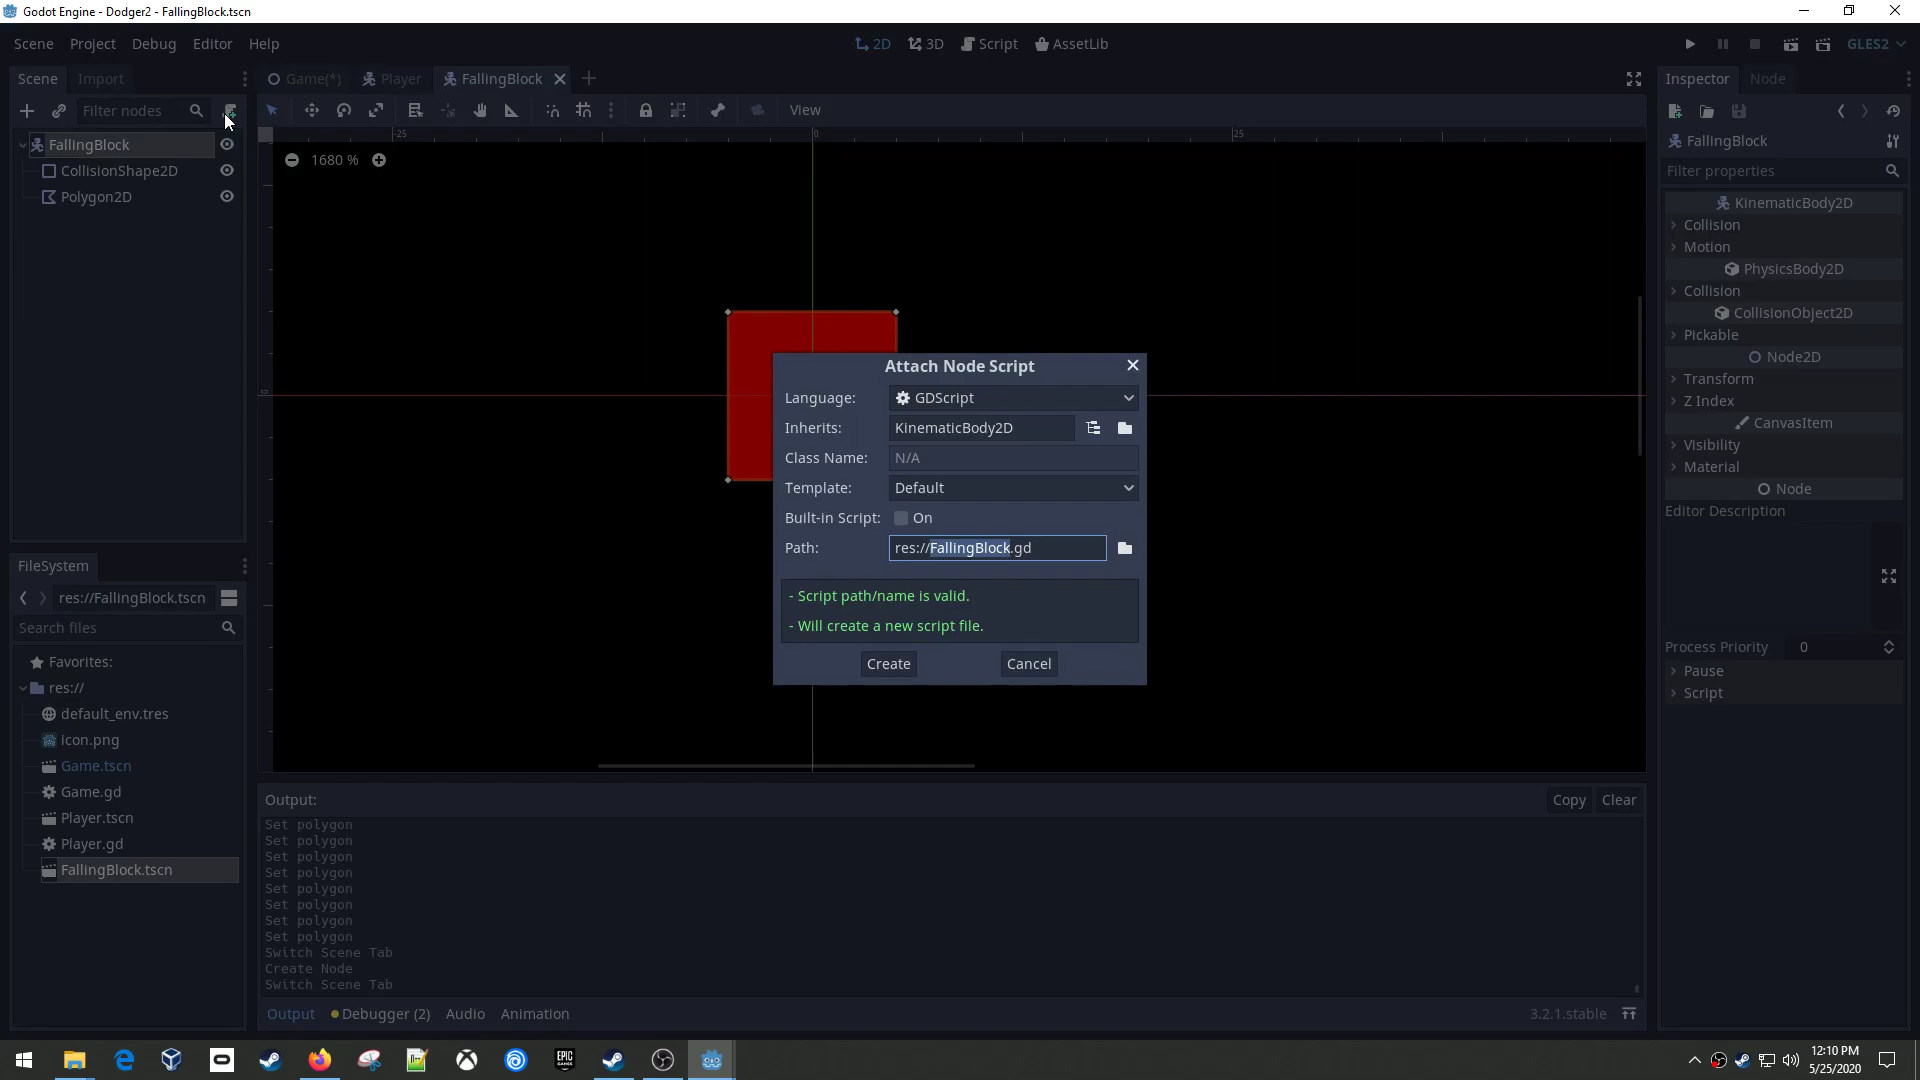 Godot Engine - Dodger2 - FallingBlock.tscn
Scene Project Debug Editor Help
2D 3D Script AssetLib
GLES2
Scene Import
Game(*) Player FallingBlock
Inspector Node
Filter nodes
View
-25 0 25
FallingBlock
CollisionShape2D
Polygon2D
1680 %
0
FallingBlock
Filter properties
KinematicBody2D
Collision
Motion
PhysicsBody2D
Collision
CollisionObject2D
Pickable
Node2D
Transform
Z Index
CanvasItem
Visibility
Material
Node
Editor Description
Process Priority 0
Pause
Script
Attach Node Script
Language: GDScript
Inherits: KinematicBody2D
Class Name: N/A
Template: Default
Built-in Script: On
Path: res://FallingBlock.gd
- Script path/name is valid.
- Will create a new script file.
Create Cancel
FileSystem
res://FallingBlock.tscn
Search files
Favorites:
res://
default_env.tres
icon.png
Game.tscn
Game.gd
Player.tscn
Player.gd
FallingBlock.tscn
Output:
Copy Clear
Set polygon
Set polygon
Set polygon
Set polygon
Set polygon
Set polygon
Set polygon
Set polygon
Switch Scene Tab
Create Node
Switch Scene Tab
Output Debugger (2) Audio Animation
3.2.1.stable
EPIC
GAMES
12:10 PM
5/25/2020